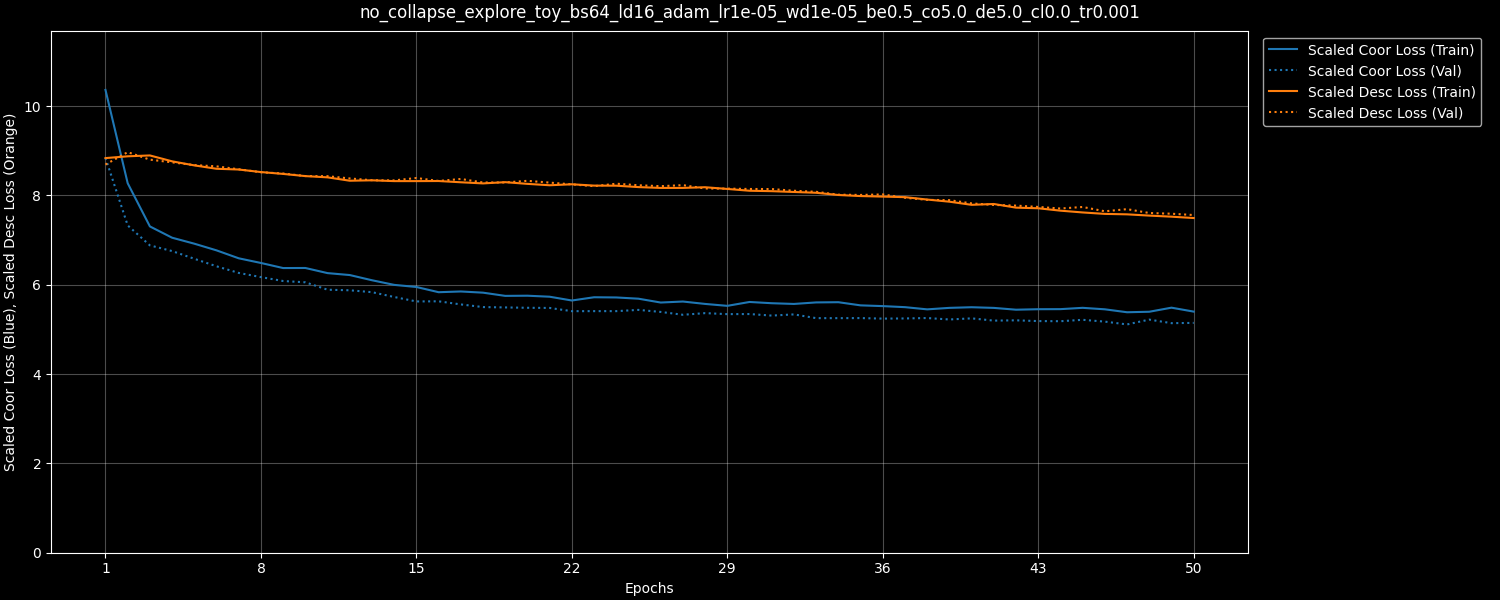 no_collapse_explore_toy_bs64_ld16_adam_lr1e-05_wd1e-05_be0.5_co5.0_de5.0_cl0.0_tr0.001
Scaled Coor Loss (Train)
Scaled Coor Loss (Val)
Scaled Desc Loss (Train)
Scaled Desc Loss (Val)
Scaled Coor Loss (Blue), Scaled Desc Loss (Orange)
10
8
6
4
2
0
1 8 15 22 29 36 43 50
Epochs